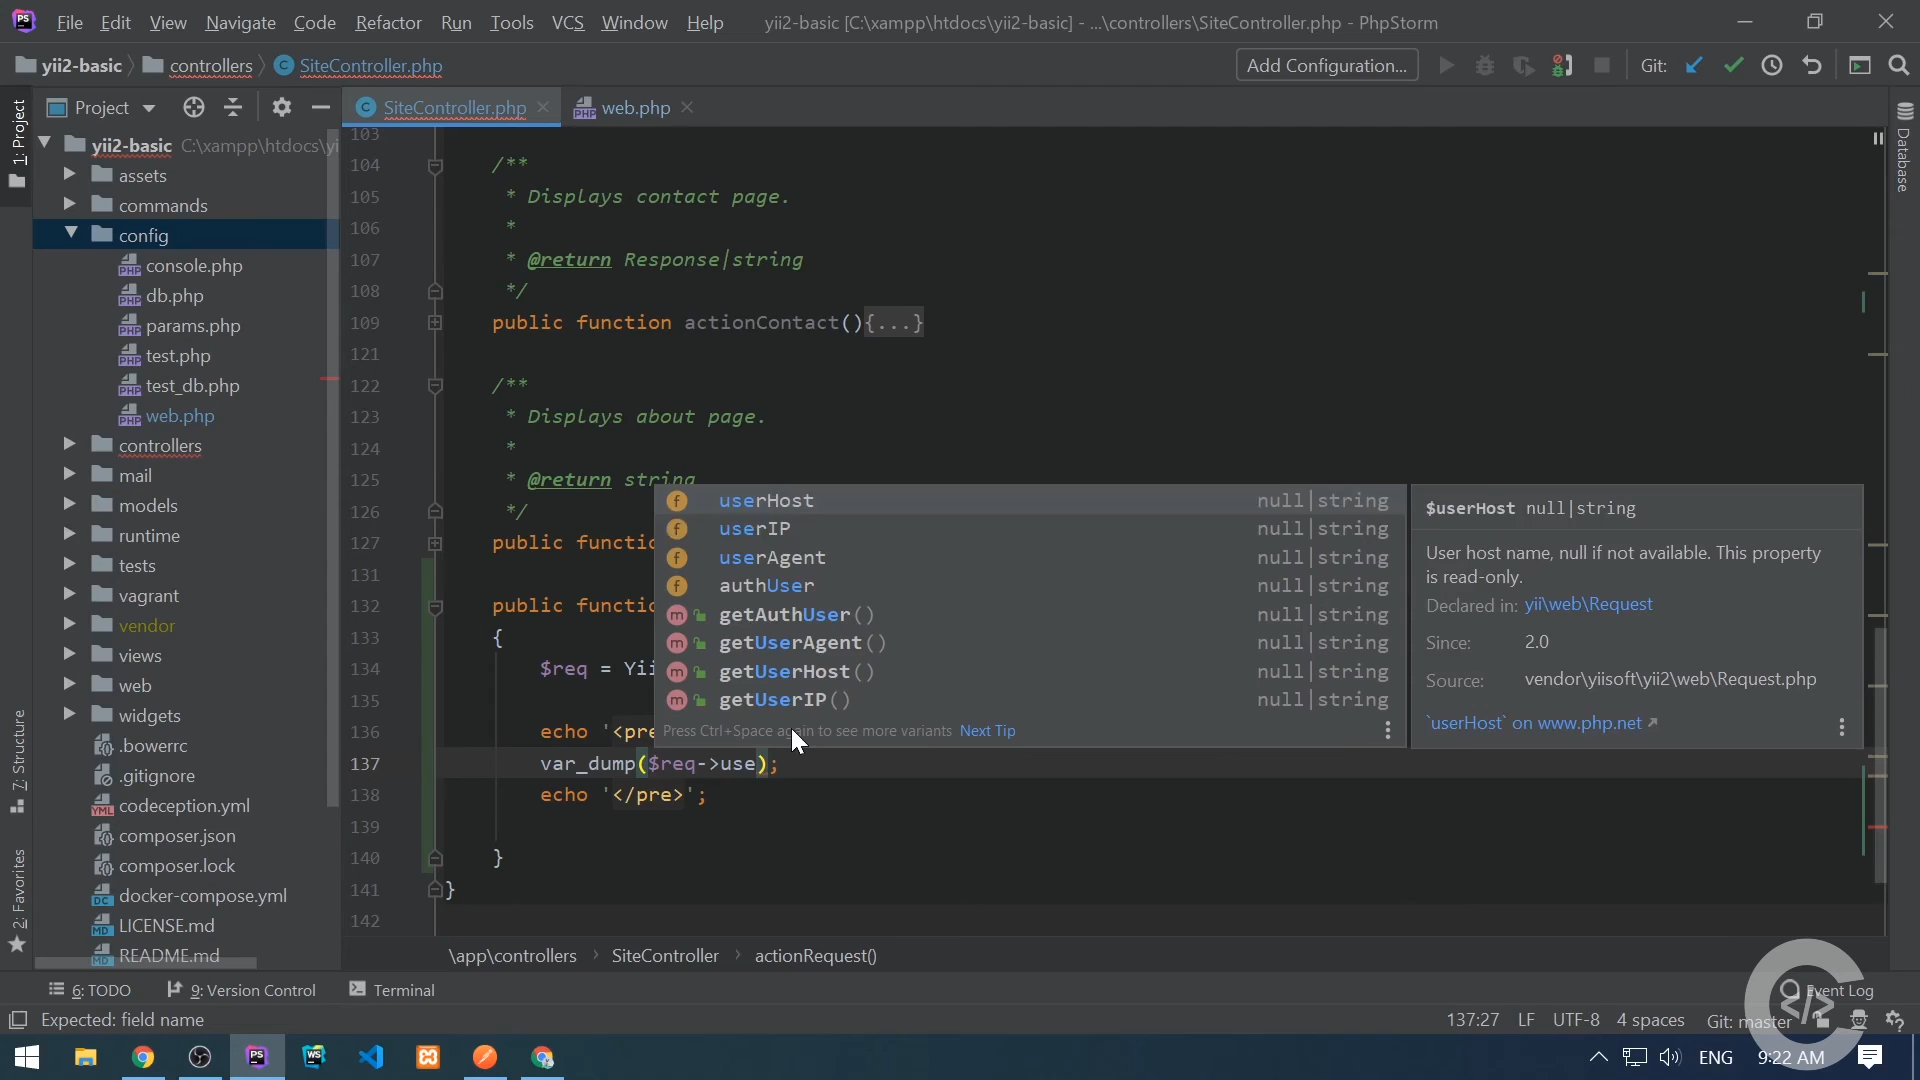 File Edit View Navigate Code Refactor Run Tools VCS Window Help yii2-basic [C:\xampp\htdocs\yii2-basic] - ...\controllers\SiteController.php - PhpStorm
yii2-basic controllers SiteController.php Add Configuration... Git:
Project SiteController.php web.php
1: Project
7: Structure
2: Favorites
Database
yii2-basic C:\xampp\htdocs\yi
assets
commands
config
console.php
db.php
params.php
test.php
test_db.php
web.php
controllers
mail
models
runtime
tests
vagrant
vendor
views
web
widgets
.bowerrc
.gitignore
codeception.yml
composer.json
composer.lock
docker-compose.yml
LICENSE.md
README.md
103
104 /**
105 * Displays contact page.
106 *
107 * @return Response|string
108 */
109 public function actionContact(){...}
121
122 /**
123 * Displays about page.
124 *
125 * @return string
126 */
127 public functio
131
132 public functio
133 {
134 $req = Yii
135
136 echo '<pre
137 var_dump($req->use);
138 echo '</pre>';
139
140 }
141 }
142
userHost null|string
userIP null|string
userAgent null|string
authUser null|string
getAuthUser() null|string
getUserAgent() null|string
getUserHost() null|string
getUserIP() null|string
Press Ctrl+Space again to see more variants Next Tip
$userHost null|string
User host name, null if not available. This property
is read-only.
Declared in: yii\web\Request
Since: 2.0
Source: vendor\yiisoft\yii2\web\Request.php
`userHost` on www.php.net
\app\controllers SiteController actionRequest()
6: TODO 9: Version Control Terminal Event Log
Expected: field name 137:27 LF UTF-8 4 spaces Git: master
ENG 9:22 AM